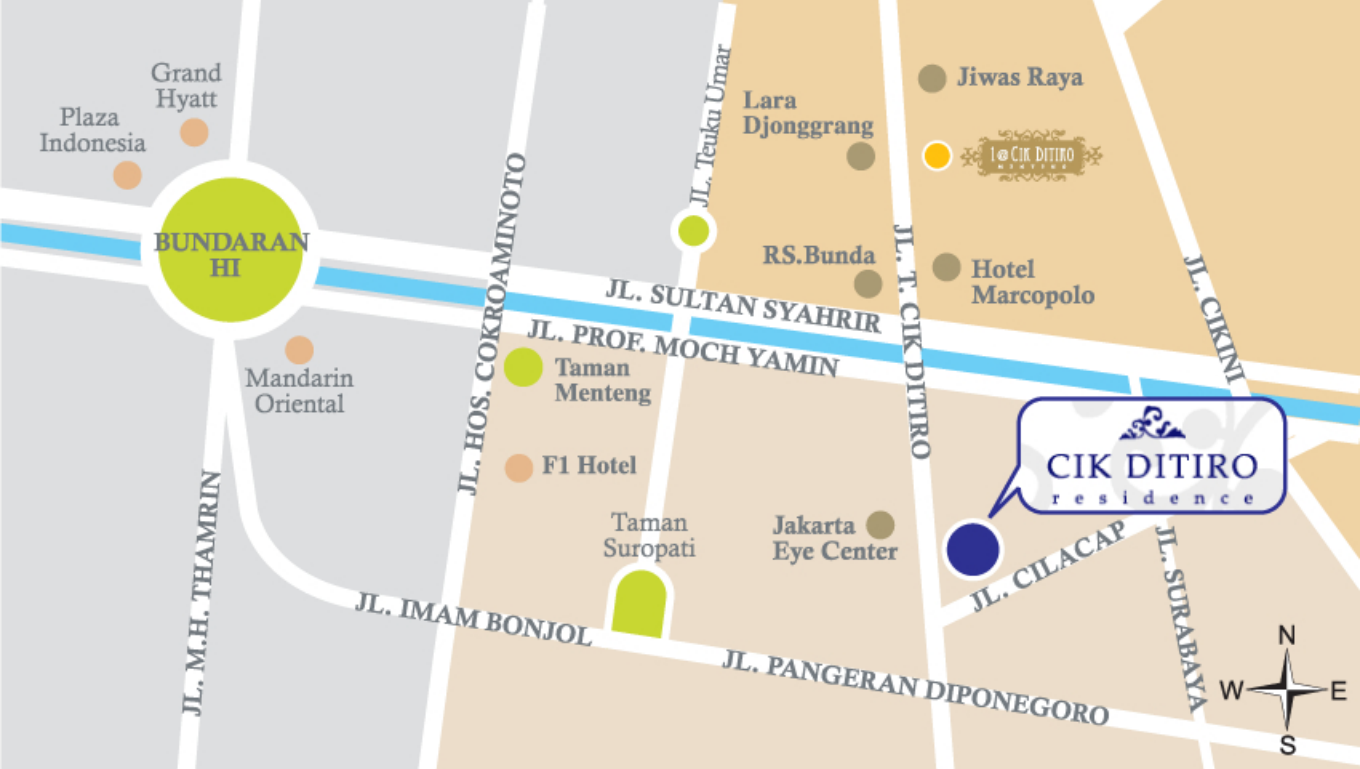 Grand
Hyatt
Plaza
Indonesia
BUNDARAN
HI
Mandarin
Oriental
JL. M.H. THAMRIN
JL. HOS. COKROAMINOTO
JL. Teuku Umar
Lara
Djonggrang
Jiwas Raya
1@CIK DITIRO
MENTENG
RS.Bunda
Hotel
Marcopolo
JL. T. CIK DITIRO
JL. CIKINI
JL. SULTAN SYAHRIR
JL. PROF. MOCH YAMIN
Taman
Menteng
F1 Hotel
Taman
Suropati
Jakarta
Eye Center
CIK DITIRO
residence
JL. CILACAP
JL. SURABAYA
JL. IMAM BONJOL
JL. PANGERAN DIPONEGORO
N
W E
S